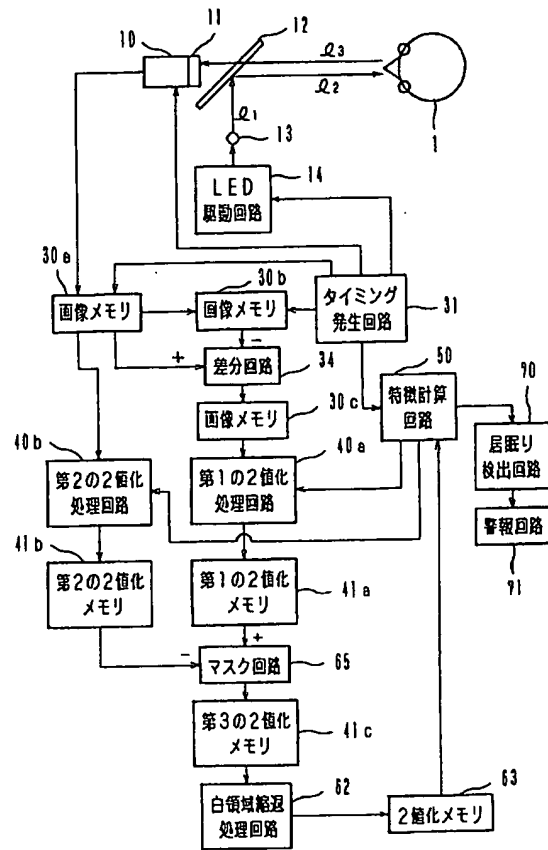 10
11
12
ℓ3
ℓ2
ℓ1
13
1
LED
駆動回路
14
30a
画像メモリ
30b
画像メモリ
タイミング
発生回路
31
−
+
差分回路
34
50
特徴計算
回路
90
画像メモリ
30c
居眠り
検出回路
40b
第2の2値化
処理回路
40a
第1の2値化
処理回路
警報回路
91
41b
第2の2値化
メモリ
第1の2値化
メモリ
41a
−
+
マスク回路
65
第3の2値化
メモリ
41c
白領域縮退
処理回路
62
2値化メモリ
63